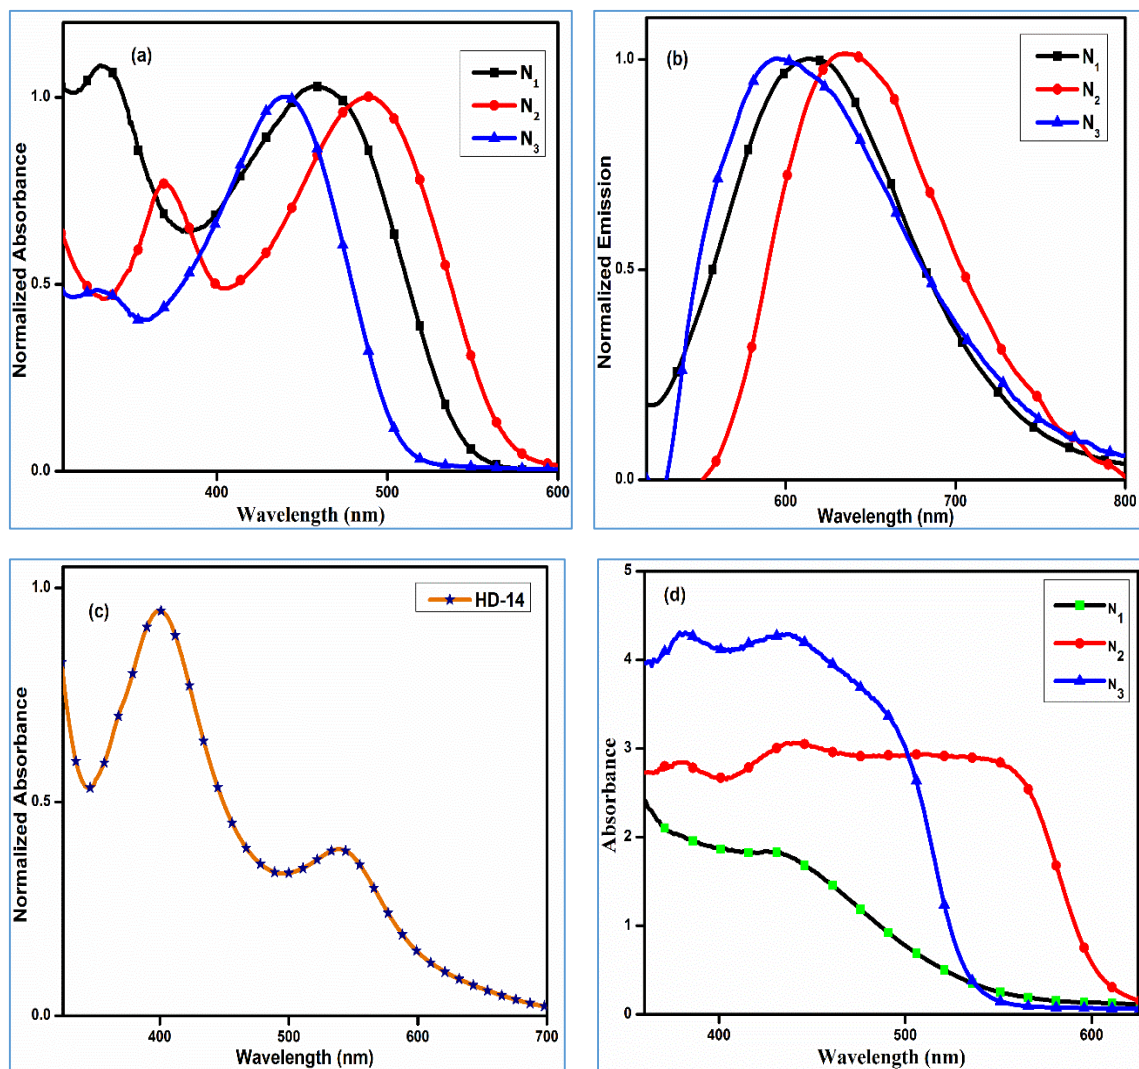 (a)
N1
N2
N3
1.0
0.5
0.0
Normalized Absorbance
400
500
600
Wavelength (nm)
(b)
N1
N2
N3
1.0
0.5
0.0
Normalized Emission
600
700
800
Wavelength (nm)
(c)
HD-14
1.0
0.5
0.0
Normalized Absorbance
400
500
600
700
Wavelength (nm)
(d)
N1
N2
N3
5
4
3
2
1
0
Absorbance
400
500
600
Wavelength (nm)